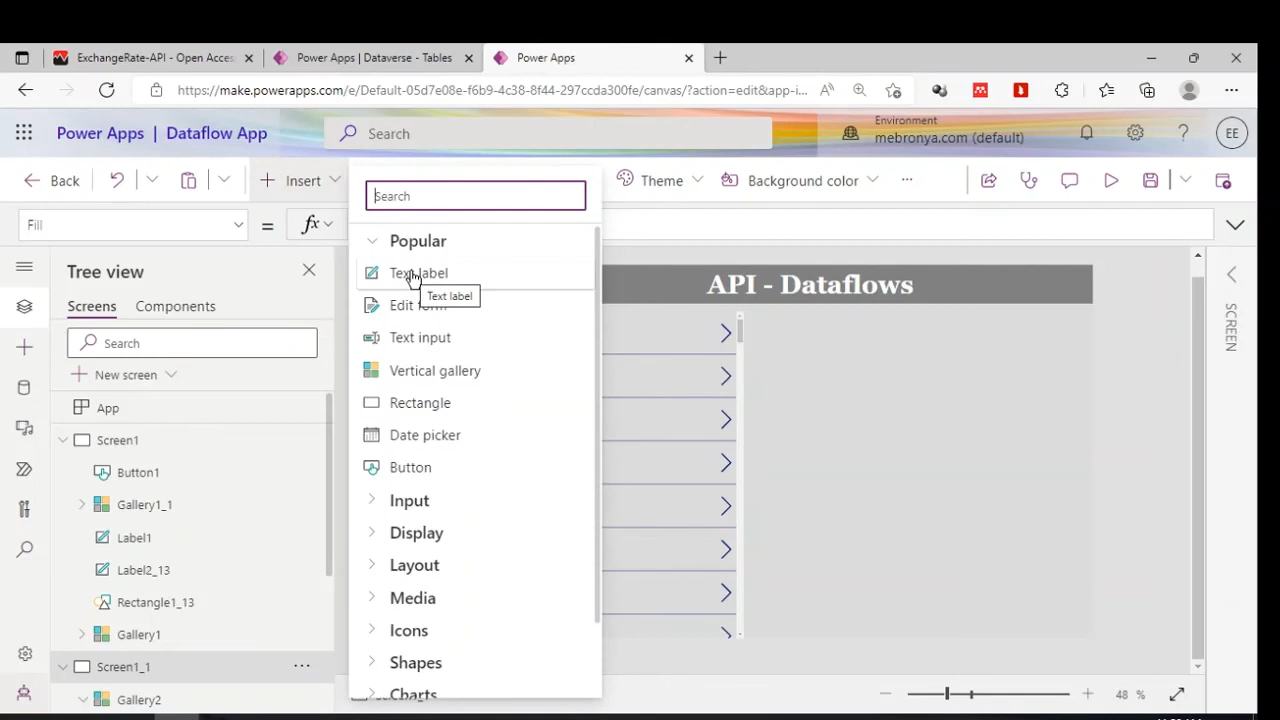 ExchangeRate-API - Open Acces
Power Apps | Dataverse - Tables
Power Apps
https://make.powerapps.com/e/Default-05d7e08e-f6b9-4c38-8f44-297ccda300fe/canvas/?action=edit&app-i...
Power Apps | Dataflow App
Search
Environment
mebronya.com (default)
EE
Back
Insert
Theme
Background color
Search
Fill
=
fx
Popular
Tree view
Text label
API - Dataflows
Text label
Screens
Components
Edit form
Search
Text input
New screen
Vertical gallery
App
Rectangle
Screen1
Date picker
Button1
Button
Gallery1_1
Input
Label1
Display
Label2_13
Layout
Rectangle1_13
Media
Gallery1
Icons
Screen1_1
Shapes
Gallery2
Charts
48 %
SCREEN